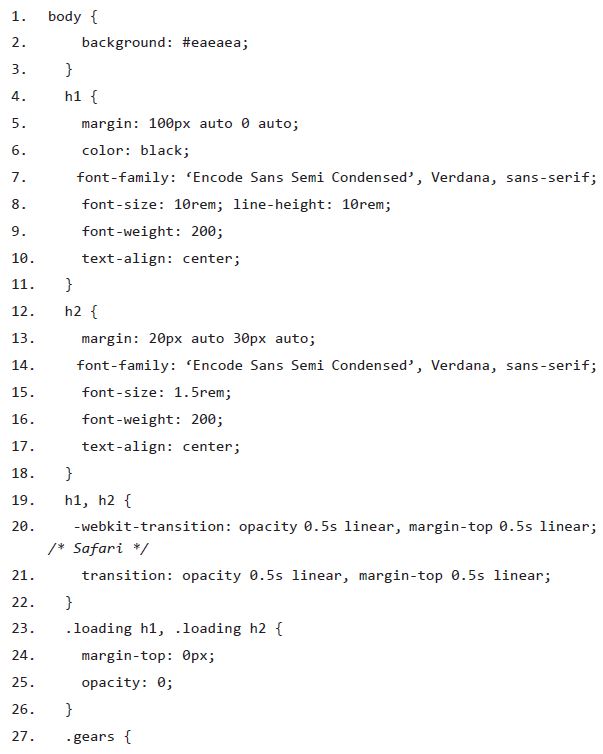 1. body {
2. background: #eaeaea;
3. }
4. h1 {
5. margin: 100px auto 0 auto;
6. color: black;
7. font-family: ‘Encode Sans Semi Condensed’, Verdana, sans-serif;
8. font-size: 10rem; line-height: 10rem;
9. font-weight: 200;
10. text-align: center;
11. }
12. h2 {
13. margin: 20px auto 30px auto;
14. font-family: ‘Encode Sans Semi Condensed’, Verdana, sans-serif;
15. font-size: 1.5rem;
16. font-weight: 200;
17. text-align: center;
18. }
19. h1, h2 {
20. -webkit-transition: opacity 0.5s linear, margin-top 0.5s linear;
/* Safari */
21. transition: opacity 0.5s linear, margin-top 0.5s linear;
22. }
23. .loading h1, .loading h2 {
24. margin-top: 0px;
25. opacity: 0;
26. }
27. .gears {